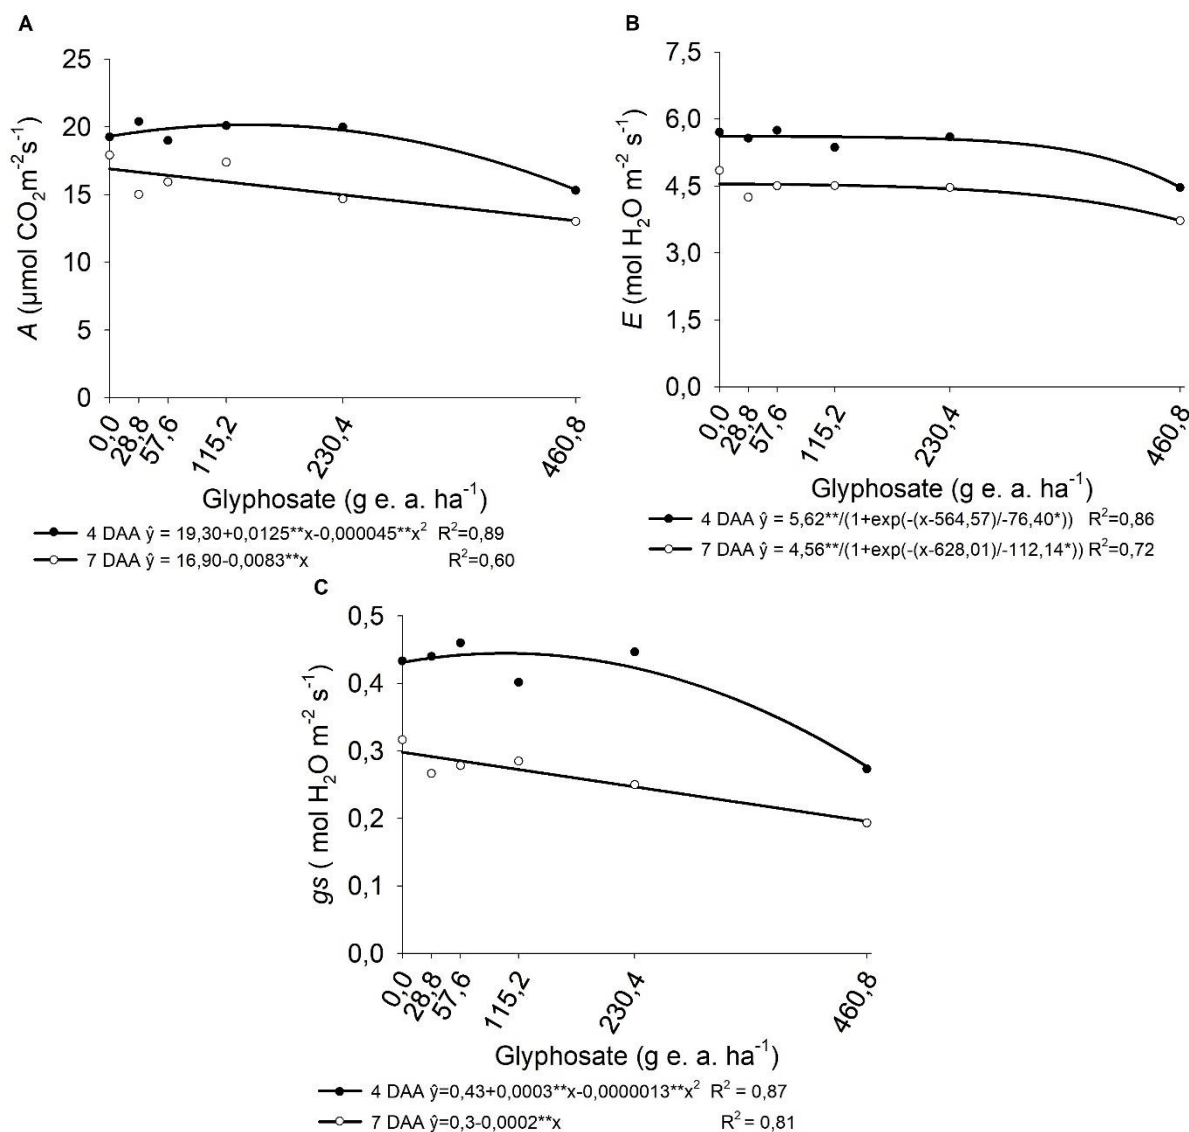 A
25
20
15
10
5
0
A (µmol CO₂m⁻²s⁻¹)
0,0
28,8
57,6
115,2
230,4
460,8
Glyphosate (g e. a. ha⁻¹)
4 DAA ŷ = 19,30+0,0125**x-0,000045**x² R²=0,89
7 DAA ŷ = 16,90-0,0083**x R²=0,60
B
7,5
6,0
4,5
3,0
1,5
0,0
E (mol H₂O m⁻² s⁻¹)
0,0
28,8
57,6
115,2
230,4
460,8
Glyphosate (g e. a. ha⁻¹)
4 DAA ŷ = 5,62**/(1+exp(-(x-564,57)/-76,40*)) R²=0,86
7 DAA ŷ = 4,56**/(1+exp(-(x-628,01)/-112,14*)) R²=0,72
C
0,5
0,4
0,3
0,2
0,1
0,0
gs ( mol H₂O m⁻² s⁻¹)
0,0
28,8
57,6
115,2
230,4
460,8
Glyphosate (g e. a. ha⁻¹)
4 DAA ŷ=0,43+0,0003**x-0,0000013**x² R² = 0,87
7 DAA ŷ=0,3-0,0002**x R² = 0,81